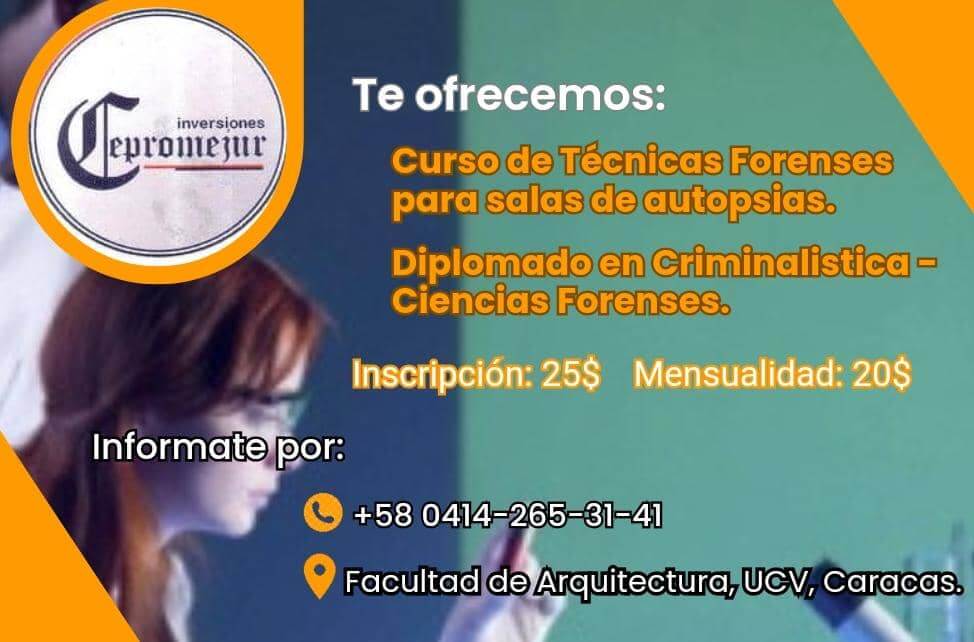 inversiones
Cepromejur
Te ofrecemos:
Curso de Técnicas Forenses
para salas de autopsias.
Diplomado en Criminalistica -
Ciencias Forenses.
Inscripción: 25$ Mensualidad: 20$
Informate por:
+58 0414-265-31-41
Facultad de Arquitectura, UCV, Caracas.